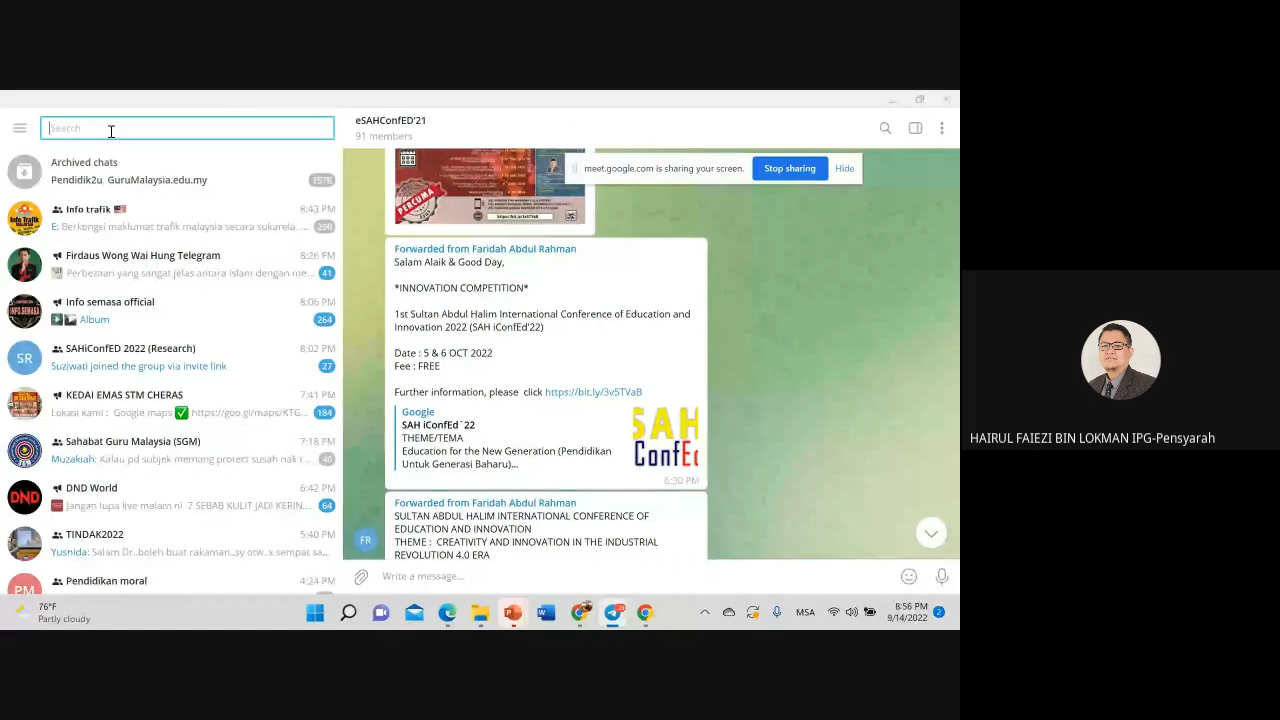 Search
Archived chats
Pendidik2u, GuruMalaysia.edu.my
1576
Info trafik
8:43 PM
E: Berkongsi maklumat trafik malaysia secara sukarela. ...
250
Firdaus Wong Wai Hung Telegram
8:26 PM
Perbezaan yang sangat jelas antara Islam dengan me...
41
Info semasa official
8:06 PM
Album
264
SR
SAHiConfED 2022 (Research)
8:02 PM
Suziwati joined the group via invite link
27
KEDAI EMAS STM CHERAS
7:41 PM
Lokasi kami : Google maps ✅ https://goo.gl/maps/KTG...
184
Sahabat Guru Malaysia (SGM)
7:18 PM
Muzakiah: Kalau pd subjek memang protect susah nak r...
40
DND
DND World
6:42 PM
Jangan lupa live malam ni 7 SEBAB KULIT JADI KERIN...
64
TINDAK2022
5:40 PM
Yusnida: Salam Dr..boleh buat rakaman..sy otw..x sempat sa...
PM
Pendidikan moral
4:24 PM
eSAHConfED'21
91 members
meet.google.com is sharing your screen.
Stop sharing
Hide
PERCUMA
Forwarded from Faridah Abdul Rahman
Salam Alaik & Good Day,
*INNOVATION COMPETITION*
1st Sultan Abdul Halim International Conference of Education and
Innovation 2022 (SAH iConfEd'22)
Date : 5 & 6 OCT 2022
Fee : FREE
Further information, please click https://bit.ly/3v5TVaB
Google
SAH iConfEd`22
THEME/TEMA
Education for the New Generation (Pendidikan
Untuk Generasi Baharu)...
SAH
ConfEd
6:30 PM
Forwarded from Faridah Abdul Rahman
SULTAN ABDUL HALIM INTERNATIONAL CONFERENCE OF
EDUCATION AND INNOVATION
THEME : CREATIVITY AND INNOVATION IN THE INDUSTRIAL
REVOLUTION 4.0 ERA
FR
Write a message...
76°F
Partly cloudy
MSA
8:56 PM
9/14/2022
2
HAIRUL FAIEZI BIN LOKMAN IPG-Pensyarah